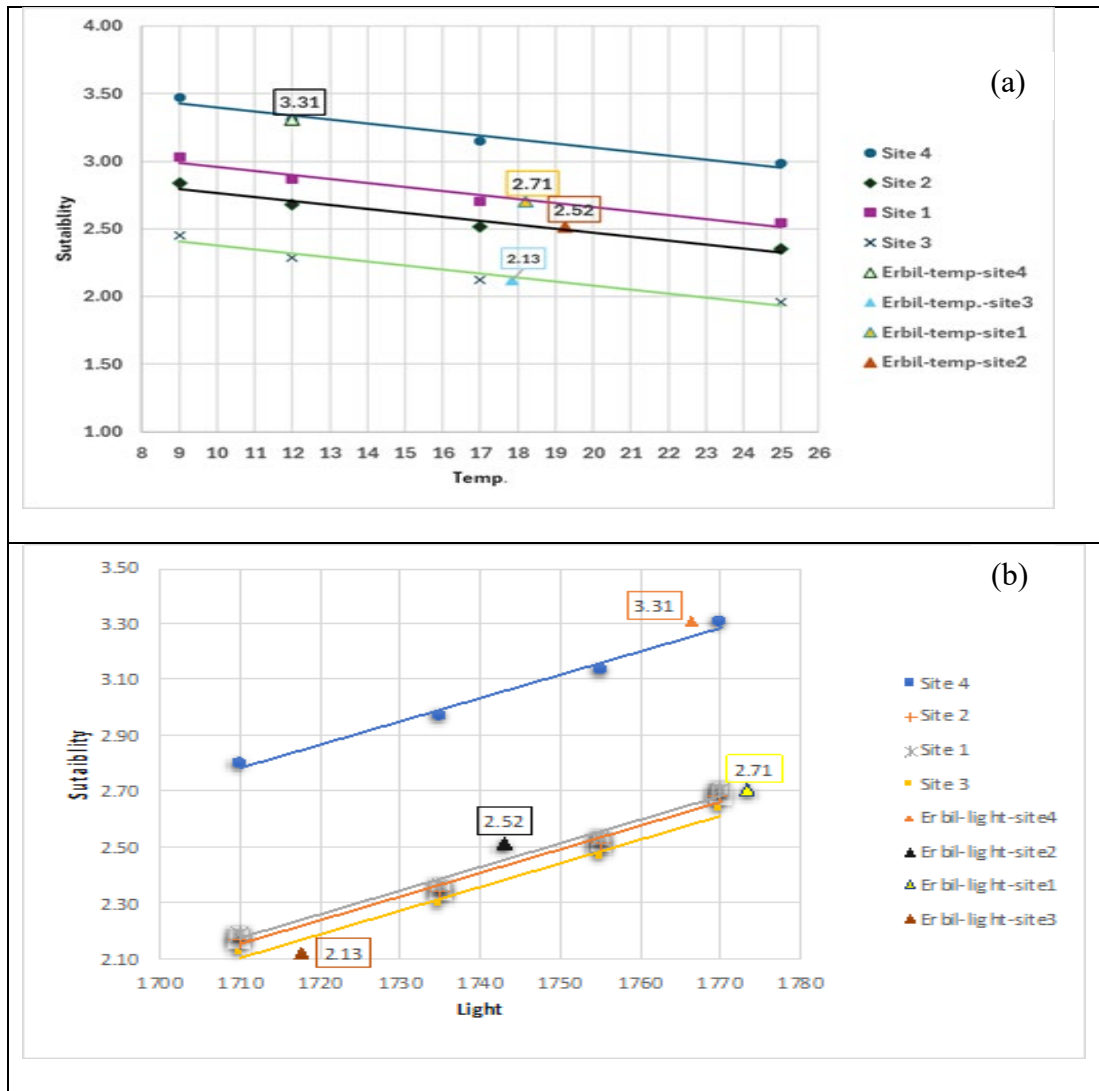 (a)
4.00
3.50
3.00
2.50
2.00
1.50
1.00
Sutaiblity
3.31
2.71
2.52
2.13
8 9 10 11 12 13 14 15 16 17 18 19 20 21 22 23 24 25 26
Temp.
Site 4
Site 2
Site 1
Site 3
Erbil-temp-site4
Erbil-temp.-site3
Erbil-temp-site1
Erbil-temp-site2
(b)
3.50
3.30
3.10
2.90
2.70
2.50
2.30
2.10
Sutaiblity
3.31
2.71
2.52
2.13
1700 1710 1720 1730 1740 1750 1760 1770 1780
Light
Site 4
Site 2
Site 1
Site 3
Erbil-light-site4
Erbil-light-site2
Erbil-light-site1
Erbil-light-site3